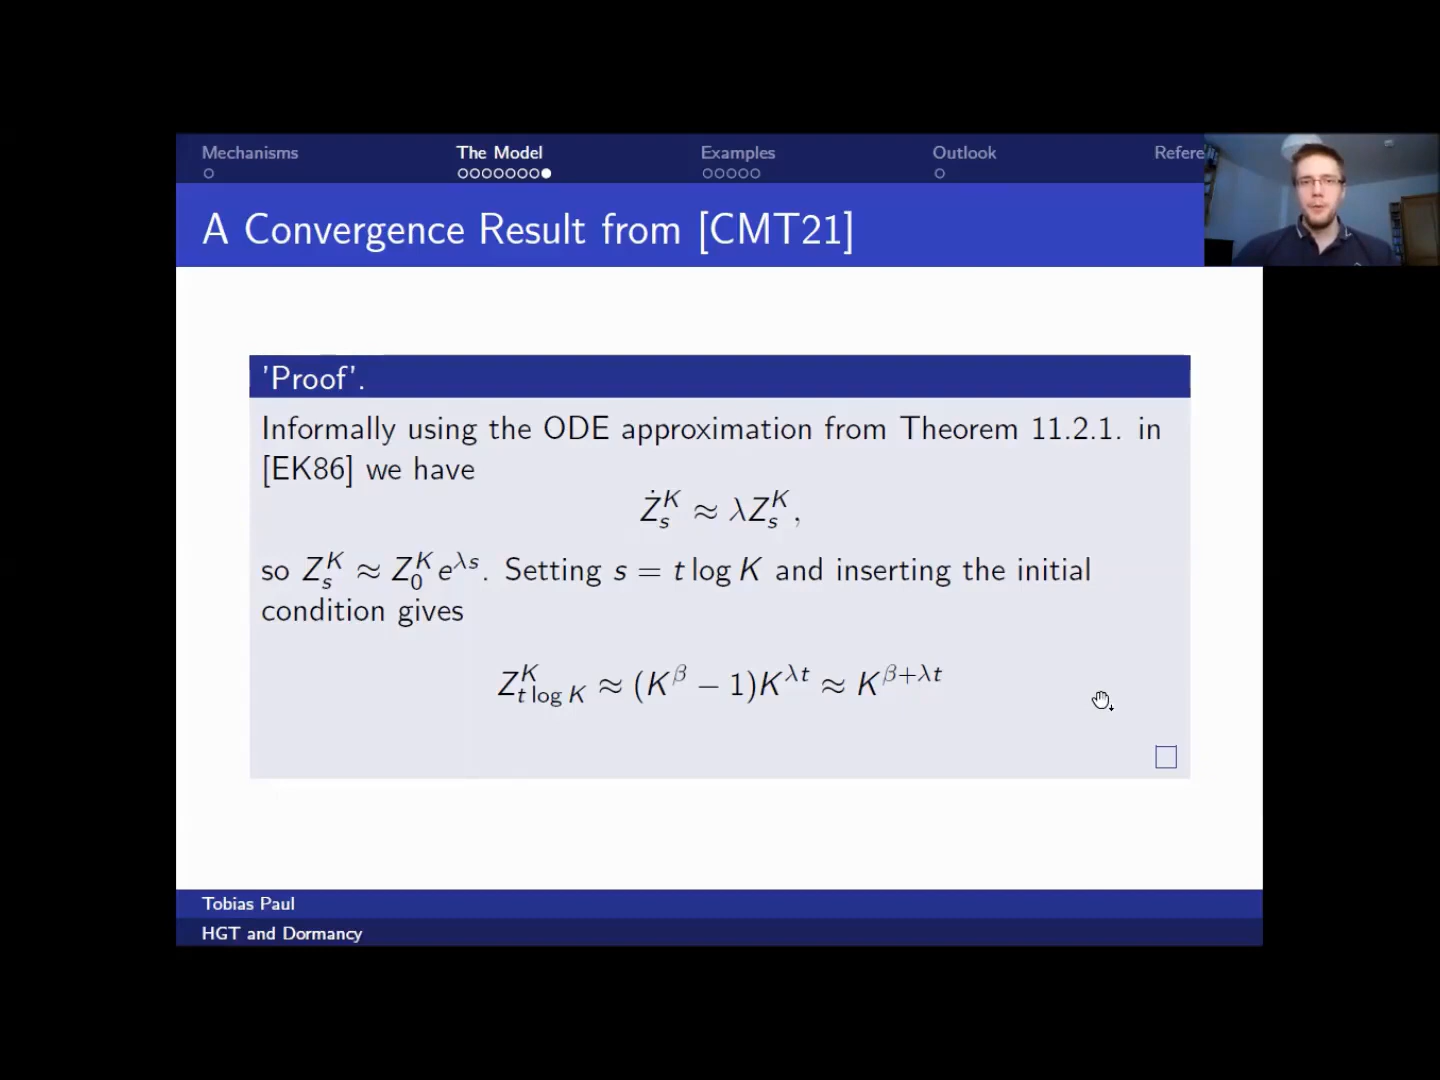 Mechanisms The Model Examples Outlook Refere
A Convergence Result from [CMT21]
'Proof'.
Informally using the ODE approximation from Theorem 11.2.1. in
[EK86] we have
Ż_s^K ≈ λZ_s^K,
so Z_s^K ≈ Z_0^K e^{λs}. Setting s = t log K and inserting the initial
condition gives
Z_{t log K}^K ≈ (K^β − 1)K^{λt} ≈ K^{β+λt}
Tobias Paul
HGT and Dormancy